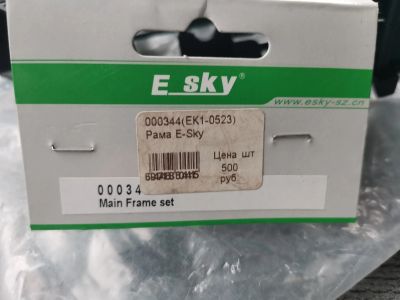 E_sky®
www.esky-sz.cn
000344(EK1-0523)
Рама E-Sky
Цена шт
500
руб.
00034
Main Frame set